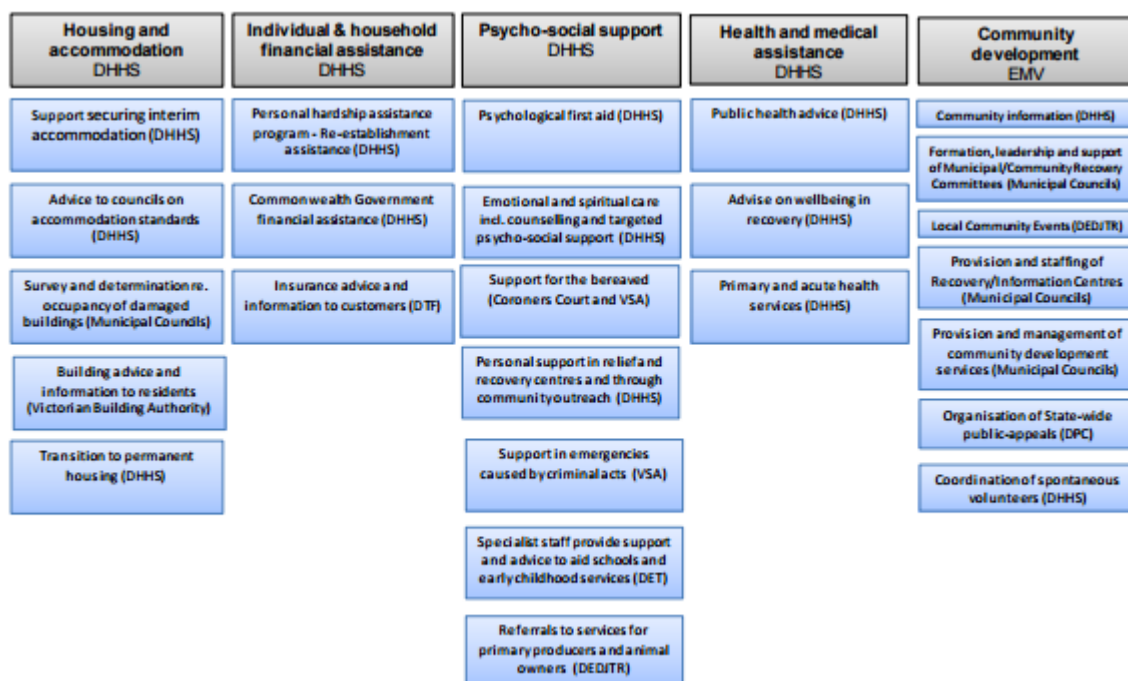 Housing and
accommodation
DHHS
Support securing interim
accommodation (DHHS)
Advice to councils on
accommodation standards
(DHHS)
Survey and determination re.
occupancy of damaged
buildings (Municipal Councils)
Building advice and
information to residents
(Victorian Building Authority)
Transition to permanent
housing (DHHS)
Individual & household
financial assistance
DHHS
Personal hardship assistance
program - Re-establishment
assistance (DHHS)
Commonwealth Government
financial assistance (DHHS)
Insurance advice and
information to customers (DTF)
Psycho-social support
DHHS
Psychological first aid (DHHS)
Emotional and spiritual care
incl. counselling and targeted
psycho-social support (DHHS)
Support for the bereaved
(Coroners Court and VSA)
Personal support in relief and
recovery centres and through
community outreach (DHHS)
Support in emergencies
caused by criminal acts (VSA)
Specialist staff provide support
and advice to aid schools and
early childhood services (DET)
Referrals to services for
primary producers and animal
owners (DEDJTR)
Health and medical
assistance
DHHS
Public health advice (DHHS)
Advise on wellbeing in
recovery (DHHS)
Primary and acute health
services (DHHS)
Community
development
EMV
Community information (DHHS)
Formation, leadership and support
of Municipal/Community Recovery
Committees (Municipal Councils)
Local Community Events (DEDJTR)
Provision and staffing of
Recovery/Information Centres
(Municipal Councils)
Provision and management of
community development
services (Municipal Councils)
Organisation of State-wide
public-appeals (DPC)
Coordination of spontaneous
volunteers (DHHS)